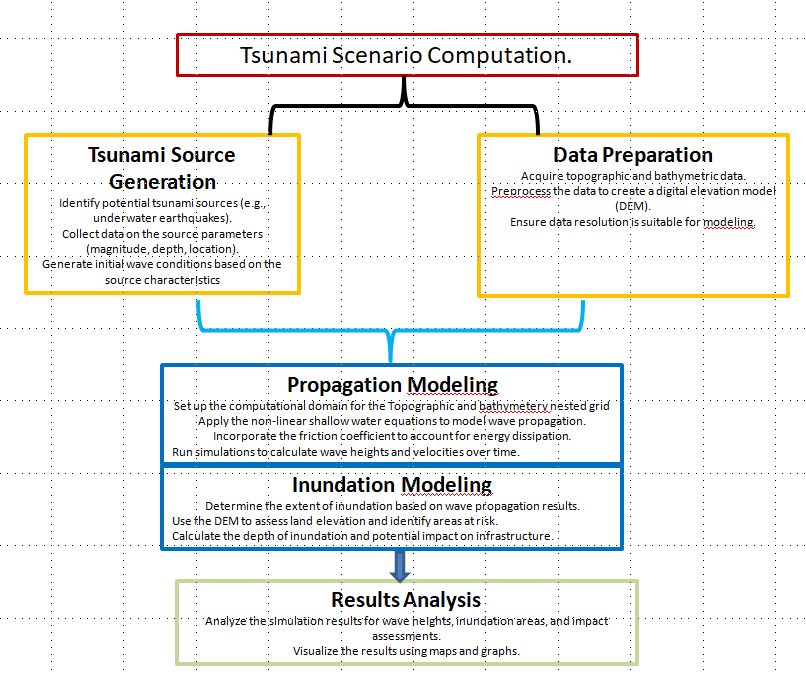 Tsunami Scenario Computation.
Tsunami Source
Generation
Identify potential tsunami sources (e.g.,
underwater earthquakes).
Collect data on the source parameters
(magnitude, depth, location).
Generate initial wave conditions based on the
source characteristics
Data Preparation
Acquire topographic and bathymetric data.
Preprocess the data to create a digital elevation model
(DEM).
Ensure data resolution is suitable for modeling.
Propagation Modeling
Set up the computational domain for the Topographic and bathymetery nested grid
Apply the non-linear shallow water equations to model wave propagation.
Incorporate the friction coefficient to account for energy dissipation.
Run simulations to calculate wave heights and velocities over time.
Inundation Modeling
Determine the extent of inundation based on wave propagation results.
Use the DEM to assess land elevation and identify areas at risk.
Calculate the depth of inundation and potential impact on infrastructure.
Results Analysis
Analyze the simulation results for wave heights, inundation areas, and impact
assessments.
Visualize the results using maps and graphs.